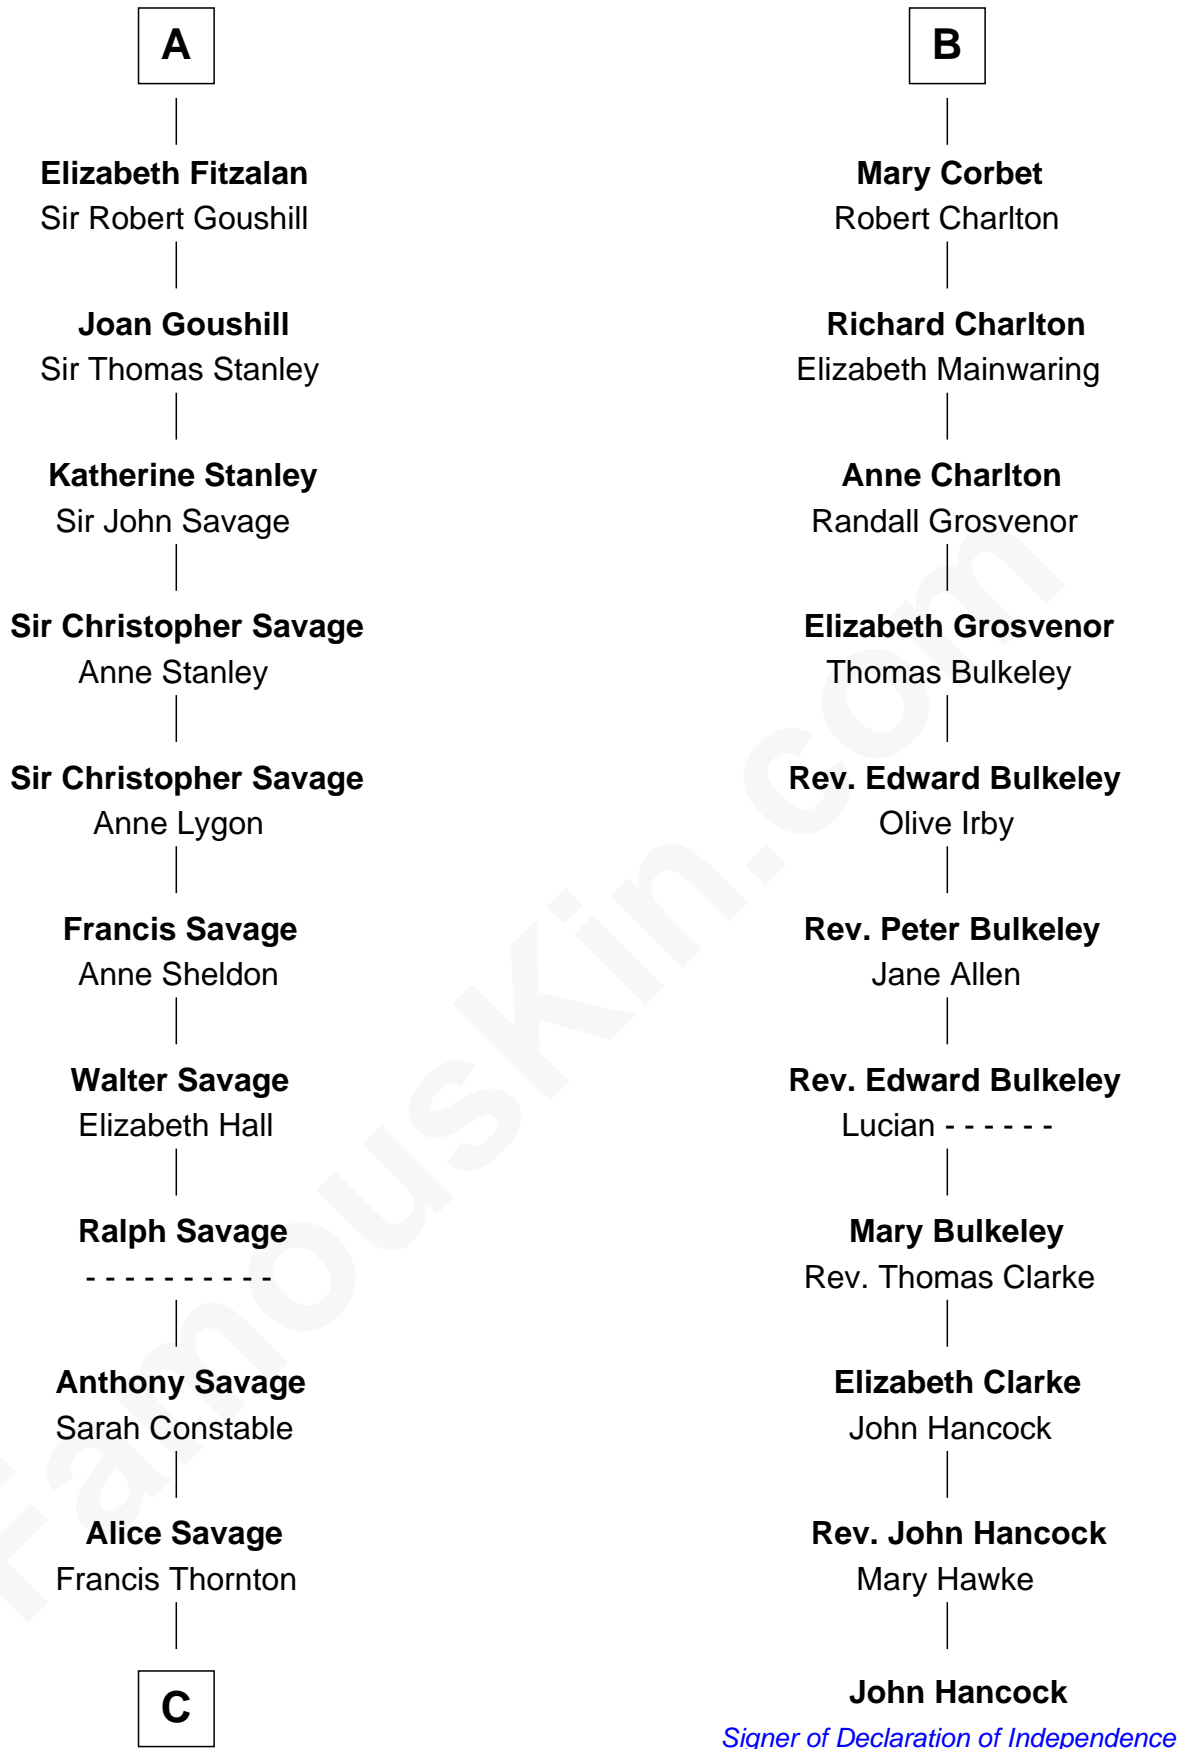 A
Elizabeth Fitzalan
Sir Robert Goushill
Joan Goushill
Sir Thomas Stanley
Katherine Stanley
Sir John Savage
Sir Christopher Savage
Anne Stanley
Sir Christopher Savage
Anne Lygon
Francis Savage
Anne Sheldon
Walter Savage
Elizabeth Hall
Ralph Savage
- - - - - - - - - -
Anthony Savage
Sarah Constable
Alice Savage
Francis Thornton
C
B
Mary Corbet
Robert Charlton
Richard Charlton
Elizabeth Mainwaring
Anne Charlton
Randall Grosvenor
Elizabeth Grosvenor
Thomas Bulkeley
Rev. Edward Bulkeley
Olive Irby
Rev. Peter Bulkeley
Jane Allen
Rev. Edward Bulkeley
Lucian - - - - - -
Mary Bulkeley
Rev. Thomas Clarke
Elizabeth Clarke
John Hancock
Rev. John Hancock
Mary Hawke
John Hancock
Signer of Declaration of Independence
FamousKin.com